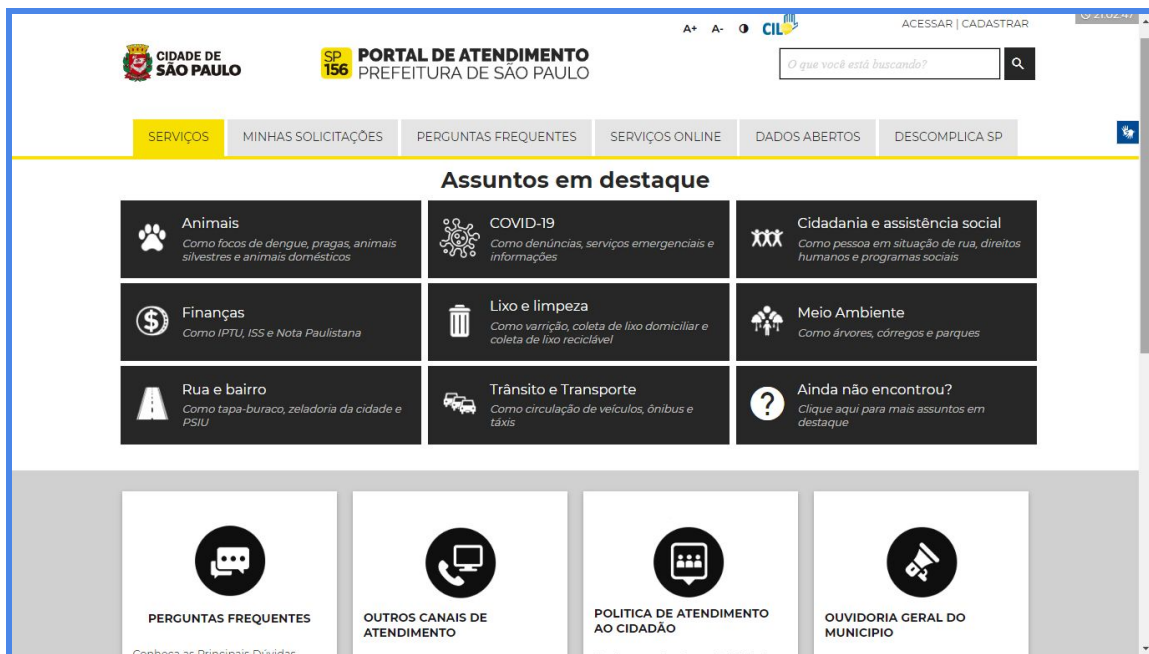 A+ A- CIL ACESSAR | CADASTRAR
CIDADE DE
SÃO PAULO
SP
156
PORTAL DE ATENDIMENTO
PREFEITURA DE SÃO PAULO
O que você está buscando?
SERVIÇOS MINHAS SOLICITAÇÕES PERGUNTAS FREQUENTES SERVIÇOS ONLINE DADOS ABERTOS DESCOMPLICA SP
Assuntos em destaque
Animais
Como focos de dengue, pragas, animais
silvestres e animais domésticos
COVID-19
Como denúncias, serviços emergenciais e
informações
Cidadania e assistência social
Como pessoa em situação de rua, direitos
humanos e programas sociais
Finanças
Como IPTU, ISS e Nota Paulistana
Lixo e limpeza
Como varrição, coleta de lixo domiciliar e
coleta de lixo reciclável
Meio Ambiente
Como árvores, córregos e parques
Rua e bairro
Como tapa-buraco, zeladoria da cidade e
PSIU
Trânsito e Transporte
Como circulação de veículos, ônibus e
táxis
Ainda não encontrou?
Clique aqui para mais assuntos em
destaque
PERGUNTAS FREQUENTES
Conheça as Principais Dúvidas
OUTROS CANAIS DE
ATENDIMENTO
POLITICA DE ATENDIMENTO
AO CIDADÃO
OUVIDORIA GERAL DO
MUNICIPIO